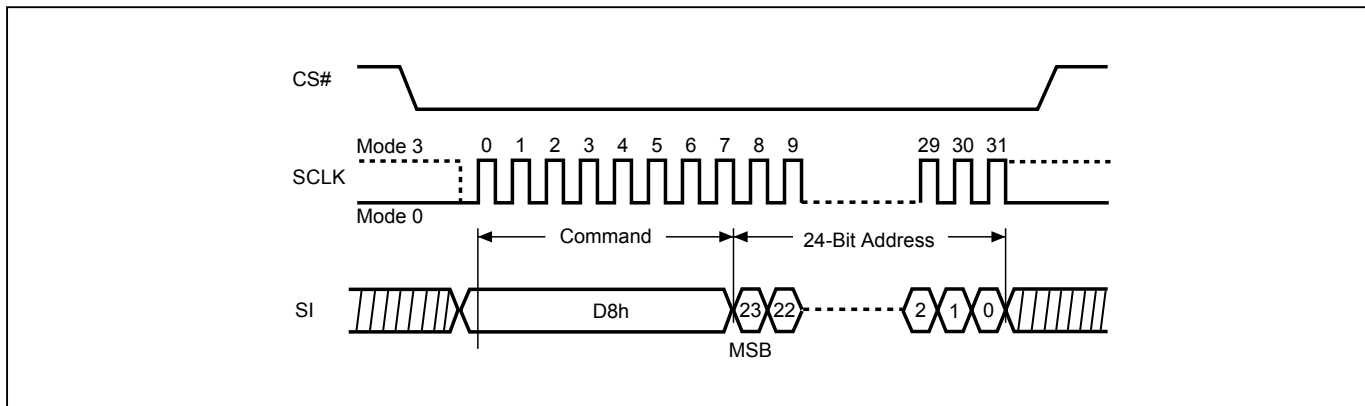 CS#
Mode 3
0 1 2 3 4 5 6 7 8 9 29 30 31
SCLK
Mode 0
Command
24-Bit Address
SI
D8h
23 22 2 1 0
MSB